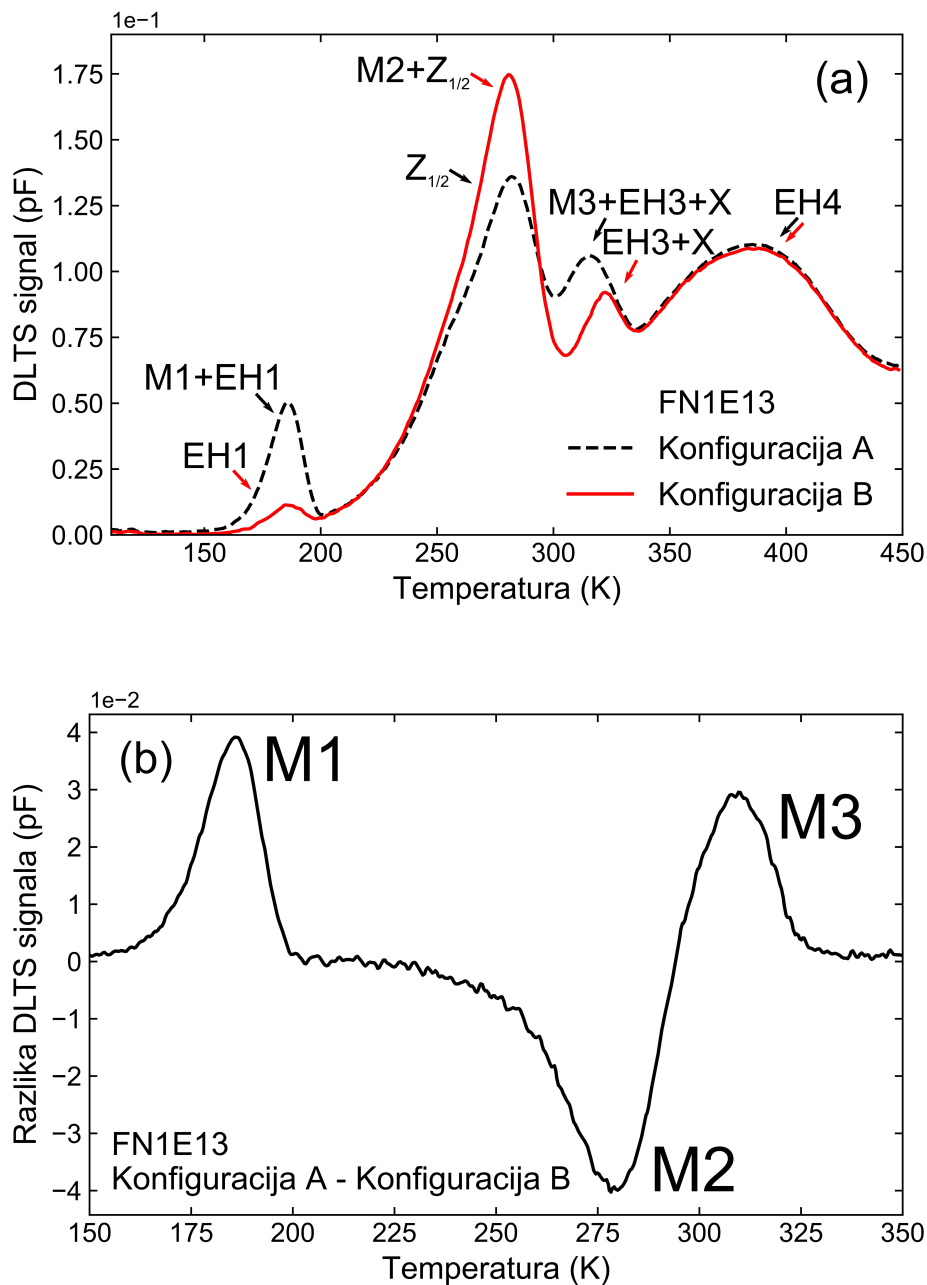 1e−1
(a)
M2+Z1/2
Z1/2
M3+EH3+X
EH3+X
EH4
M1+EH1
EH1
FN1E13
Konfiguracija A
Konfiguracija B
1.75
1.50
1.25
1.00
0.75
0.50
0.25
0.00
DLTS signal (pF)
150 200 250 300 350 400 450
Temperatura (K)
1e−2
(b)
M1
M3
M2
4
3
2
1
0
−1
−2
−3
−4
Razlika DLTS signala (pF)
FN1E13
Konfiguracija A - Konfiguracija B
150 175 200 225 250 275 300 325 350
Temperatura (K)